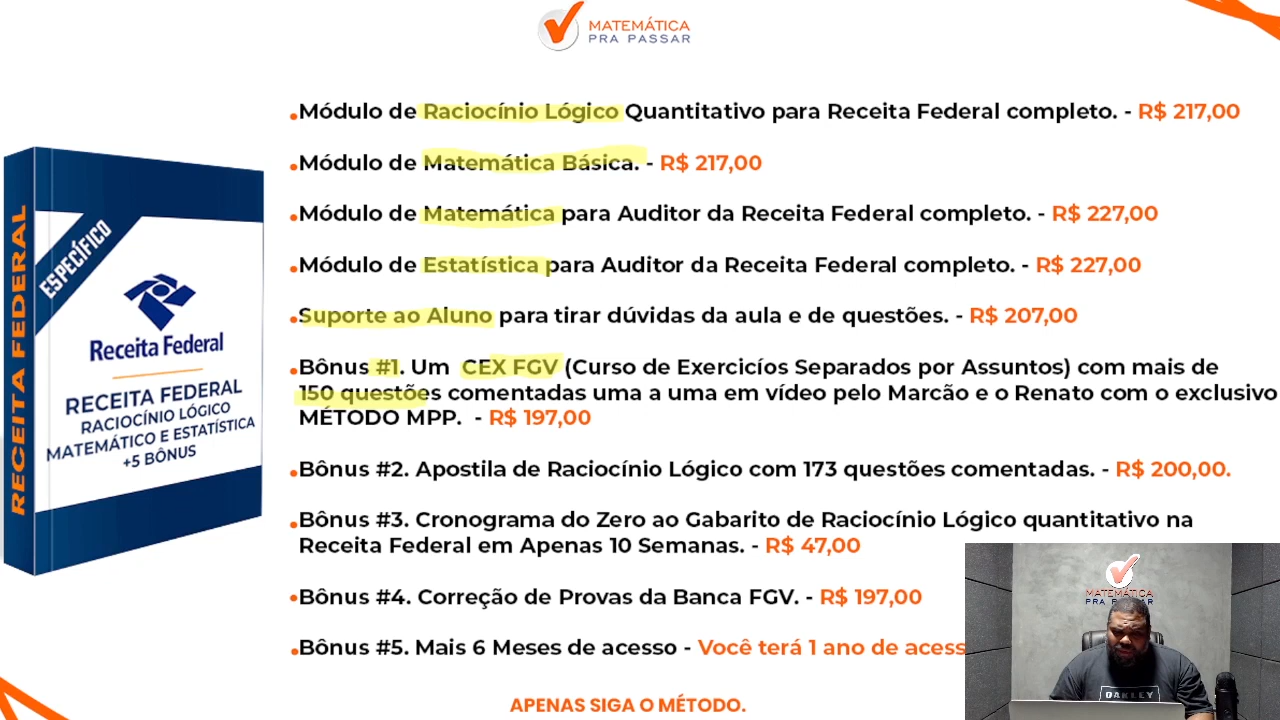 MATEMÁTICA
PRA PASSAR
Módulo de Raciocínio Lógico Quantitativo para Receita Federal completo. - R$ 217,00
Módulo de Matemática Básica. - R$ 217,00
Módulo de Matemática para Auditor da Receita Federal completo. - R$ 227,00
Módulo de Estatística para Auditor da Receita Federal completo. - R$ 227,00
Suporte ao Aluno para tirar dúvidas da aula e de questões. - R$ 207,00
Bônus #1. Um CEX FGV (Curso de Exercicíos Separados por Assuntos) com mais de
150 questões comentadas uma a uma em vídeo pelo Marcão e o Renato com o exclusivo
MÉTODO MPP. - R$ 197,00
Bônus #2. Apostila de Raciocínio Lógico com 173 questões comentadas. - R$ 200,00.
Bônus #3. Cronograma do Zero ao Gabarito de Raciocínio Lógico quantitativo na
Receita Federal em Apenas 10 Semanas. - R$ 47,00
Bônus #4. Correção de Provas da Banca FGV. - R$ 197,00
Bônus #5. Mais 6 Meses de acesso - Você terá 1 ano de acess
APENAS SIGA O MÉTODO.
RECEITA FEDERAL
ESPECÍFICO
Receita Federal
RECEITA FEDERAL
RACIOCÍNIO LÓGICO
MATEMÁTICO E ESTATÍSTICA
+5 BÔNUS
MATEMÁTICA
PRA PASSAR
OAKLEY